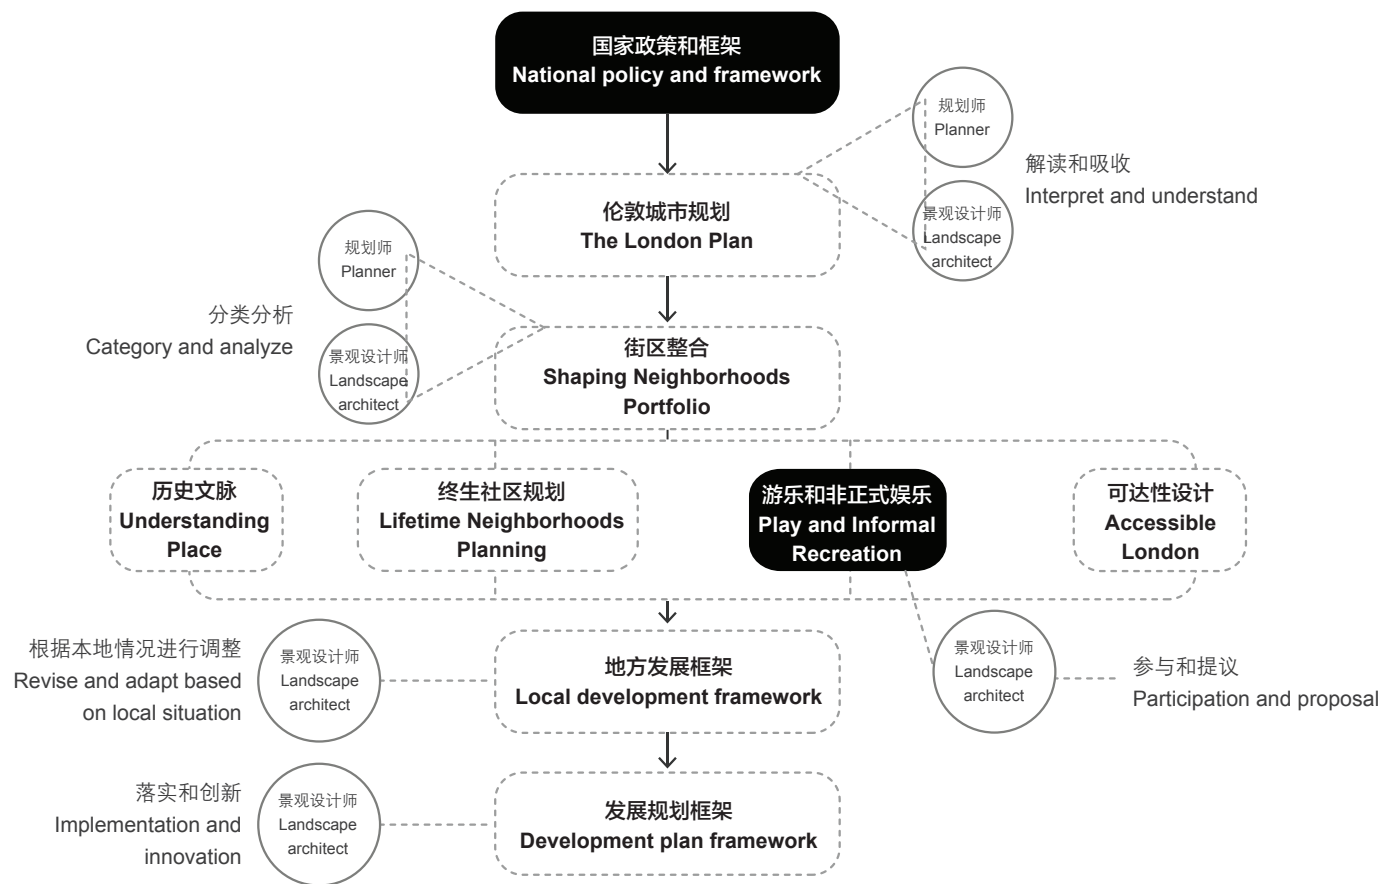 国家政策和框架
National policy and framework
规划师
Planner
解读和吸收
Interpret and understand
景观设计师
Landscape
architect
伦敦城市规划
The London Plan
规划师
Planner
分类分析
Category and analyze
景观设计师
Landscape
architect
街区整合
Shaping Neighborhoods
Portfolio
历史文脉
Understanding
Place
终生社区规划
Lifetime Neighborhoods
Planning
游乐和非正式娱乐
Play and Informal
Recreation
可达性设计
Accessible
London
根据本地情况进行调整
Revise and adapt based
on local situation
景观设计师
Landscape
architect
地方发展框架
Local development framework
景观设计师
Landscape
architect
参与和提议
Participation and proposal
落实和创新
Implementation and
innovation
景观设计师
Landscape
architect
发展规划框架
Development plan framework